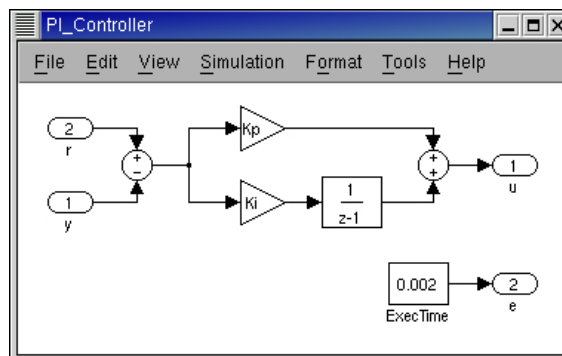 PI_Controller
File Edit View Simulation Format Tools Help
2
r
+
−
1
y
Kp
Ki
1
z-1
+
+
1
u
0.002
ExecTime
2
e